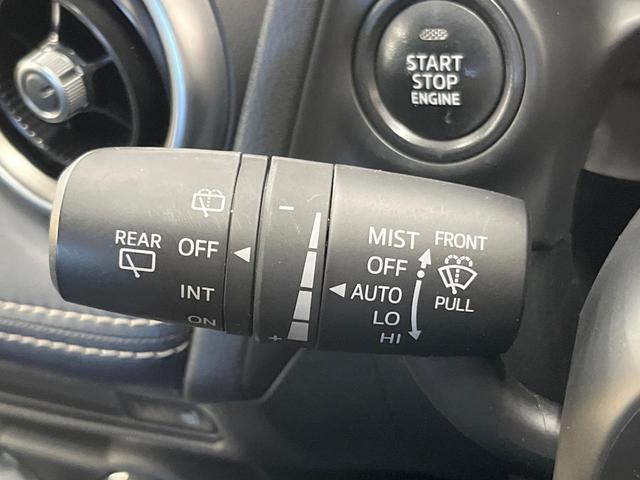 START
STOP
ENGINE
REAR
OFF
INT
ON
-
+
MIST
OFF
AUTO
LO
HI
FRONT
PULL